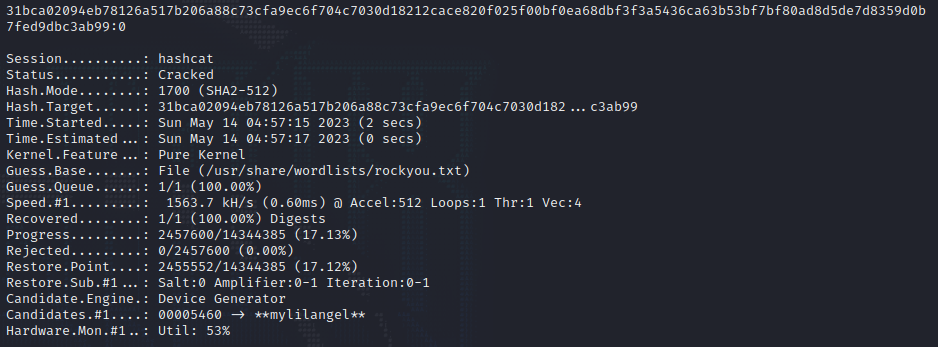 31bca02094eb78126a517b206a88c73cfa9ec6f704c7030d18212cace820f025f00bf0ea68dbf3f3a5436ca63b53bf7bf80ad8d5de7d8359d0b
7fed9dbc3ab99:0
Session..........: hashcat
Status...........: Cracked
Hash.Mode........: 1700 (SHA2-512)
Hash.Target......: 31bca02094eb78126a517b206a88c73cfa9ec6f704c7030d182...c3ab99
Time.Started.....: Sun May 14 04:57:15 2023 (2 secs)
Time.Estimated...: Sun May 14 04:57:17 2023 (0 secs)
Kernel.Feature...: Pure Kernel
Guess.Base.......: File (/usr/share/wordlists/rockyou.txt)
Guess.Queue......: 1/1 (100.00%)
Speed.#1.........:  1563.7 kH/s (0.60ms) @ Accel:512 Loops:1 Thr:1 Vec:4
Recovered........: 1/1 (100.00%) Digests
Progress.........: 2457600/14344385 (17.13%)
Rejected.........: 0/2457600 (0.00%)
Restore.Point....: 2455552/14344385 (17.12%)
Restore.Sub.#1...: Salt:0 Amplifier:0-1 Iteration:0-1
Candidate.Engine.: Device Generator
Candidates.#1....: 00005460 -> **mylilangel**
Hardware.Mon.#1..: Util: 53%